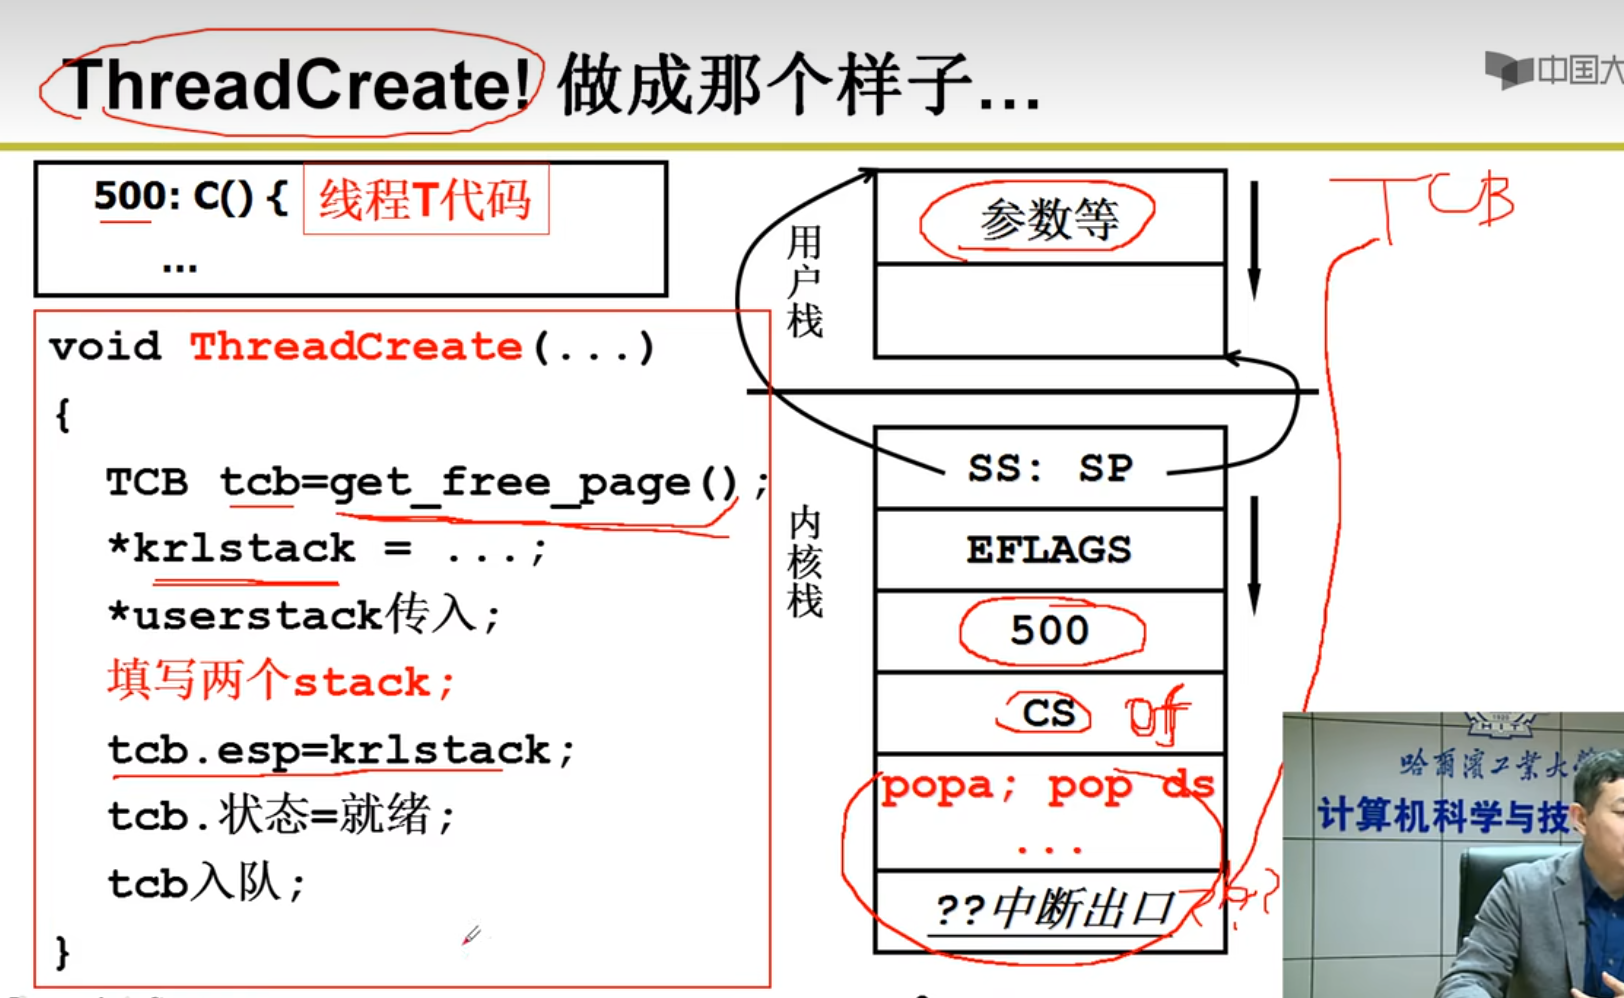 ThreadCreate! 做成那个样子...
中国大
500: C() { 线程T代码
...
void ThreadCreate(...)
{
TCB tcb=get_free_page();
*krlstack = ...;
*userstack传入;
填写两个stack;
tcb.esp=krlstack;
tcb.状态=就绪;
tcb入队;
}
用户栈
参数等
TCB
内核栈
SS: SP
EFLAGS
500
CS
popa; pop ds
...
??中断出口
哈爾濱工業大
计算机科学与技